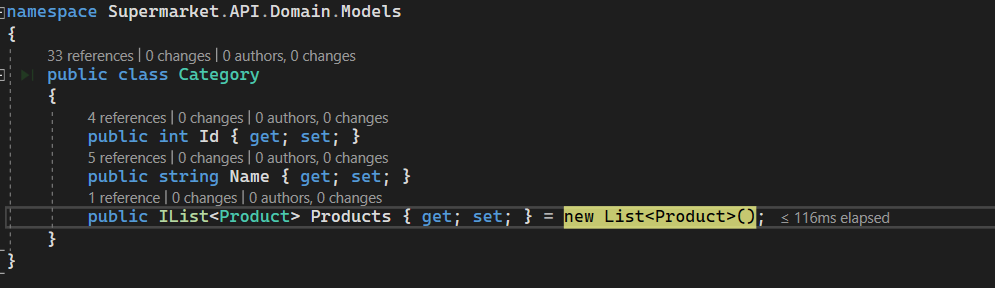 namespace Supermarket.API.Domain.Models
{
33 references | 0 changes | 0 authors, 0 changes
public class Category
{
4 references | 0 changes | 0 authors, 0 changes
public int Id { get; set; }
5 references | 0 changes | 0 authors, 0 changes
public string Name { get; set; }
1 reference | 0 changes | 0 authors, 0 changes
public IList<Product> Products { get; set; } = new List<Product>(); ≤ 116ms elapsed
}
}